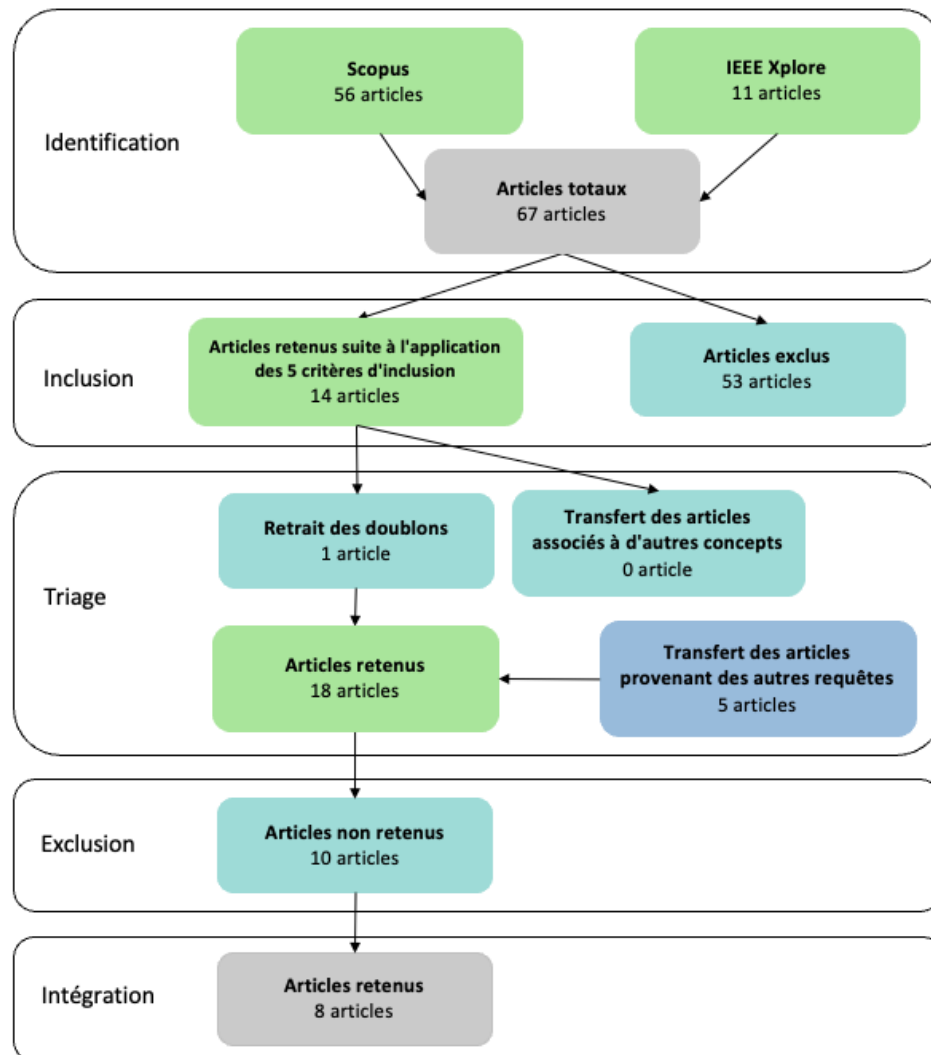 Identification
Scopus
56 articles
IEEE Xplore
11 articles
Articles totaux
67 articles
Inclusion
Articles retenus suite à l'application
des 5 critères d'inclusion
14 articles
Articles exclus
53 articles
Triage
Retrait des doublons
1 article
Transfert des articles
associés à d'autres concepts
0 article
Articles retenus
18 articles
Transfert des articles
provenant des autres requêtes
5 articles
Exclusion
Articles non retenus
10 articles
Intégration
Articles retenus
8 articles